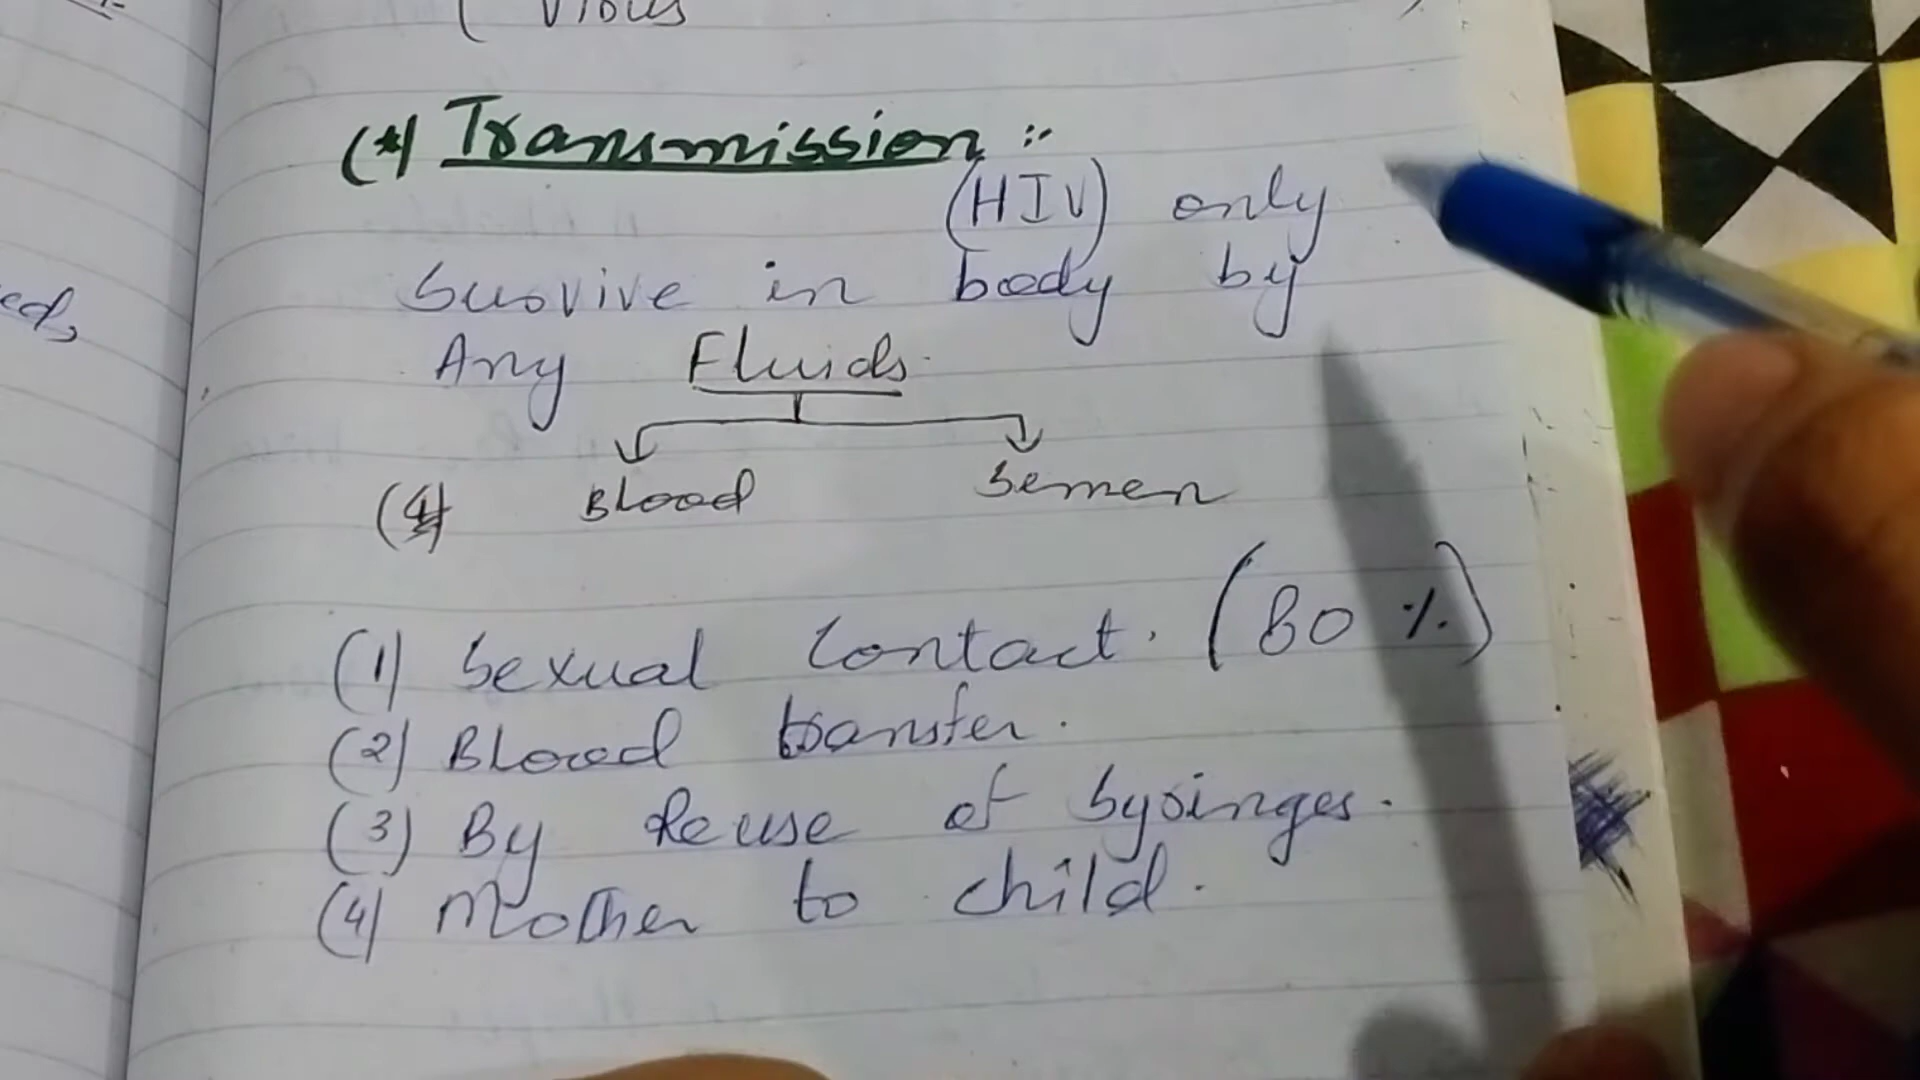 ( Virus
(*) Transmission :-
(HIV) only
Survive in body by
Any Fluids.
Blood Semen
(1) Sexual Contact. (80 %)
(2) Blood transfer.
(3) By Reuse of Syringes.
(4) Mother to child.